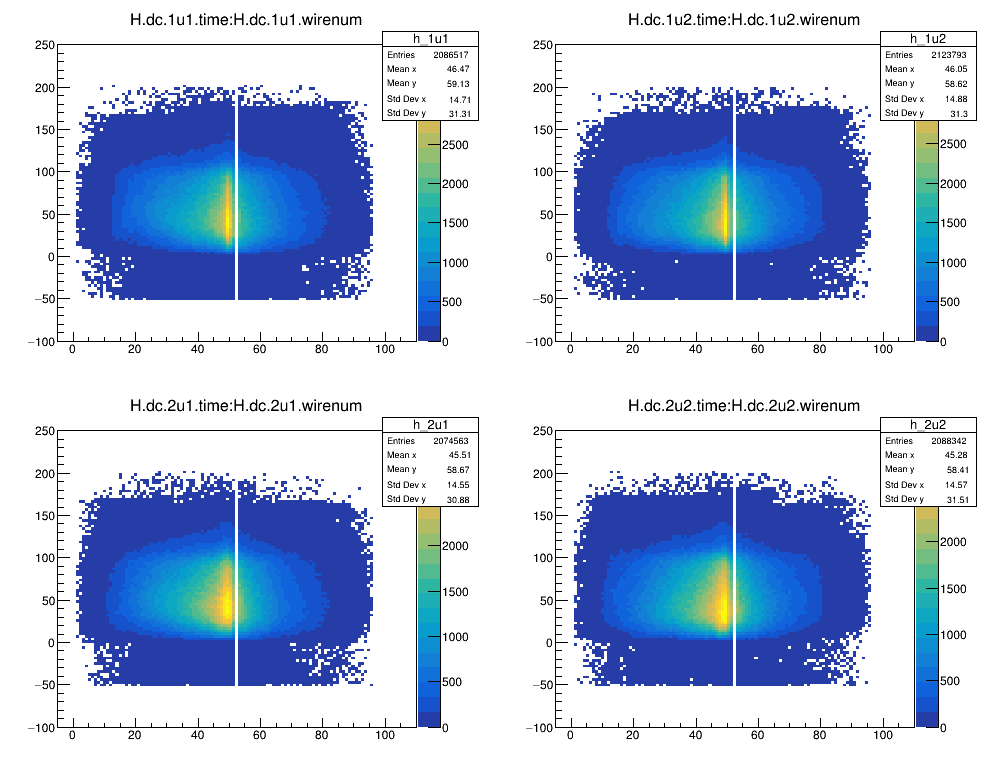 H.dc.1u1.time:H.dc.1u1.wirenum
h_1u1
Entries 2086517
Mean x 46.47
Mean y 59.13
Std Dev x 14.71
Std Dev y 31.31
250
200
150
100
50
0
−50
−100
0 20 40 60 80 100
2500
2000
1500
1000
500
0
H.dc.1u2.time:H.dc.1u2.wirenum
h_1u2
Entries 2123793
Mean x 46.05
Mean y 58.62
Std Dev x 14.88
Std Dev y 31.3
250
200
150
100
50
0
−50
−100
0 20 40 60 80 100
2500
2000
1500
1000
500
0
H.dc.2u1.time:H.dc.2u1.wirenum
h_2u1
Entries 2074563
Mean x 45.51
Mean y 58.67
Std Dev x 14.55
Std Dev y 30.88
250
200
150
100
50
0
−50
−100
0 20 40 60 80 100
2000
1500
1000
500
0
H.dc.2u2.time:H.dc.2u2.wirenum
h_2u2
Entries 2088342
Mean x 45.28
Mean y 58.41
Std Dev x 14.57
Std Dev y 31.51
250
200
150
100
50
0
−50
−100
0 20 40 60 80 100
2000
1500
1000
500
0